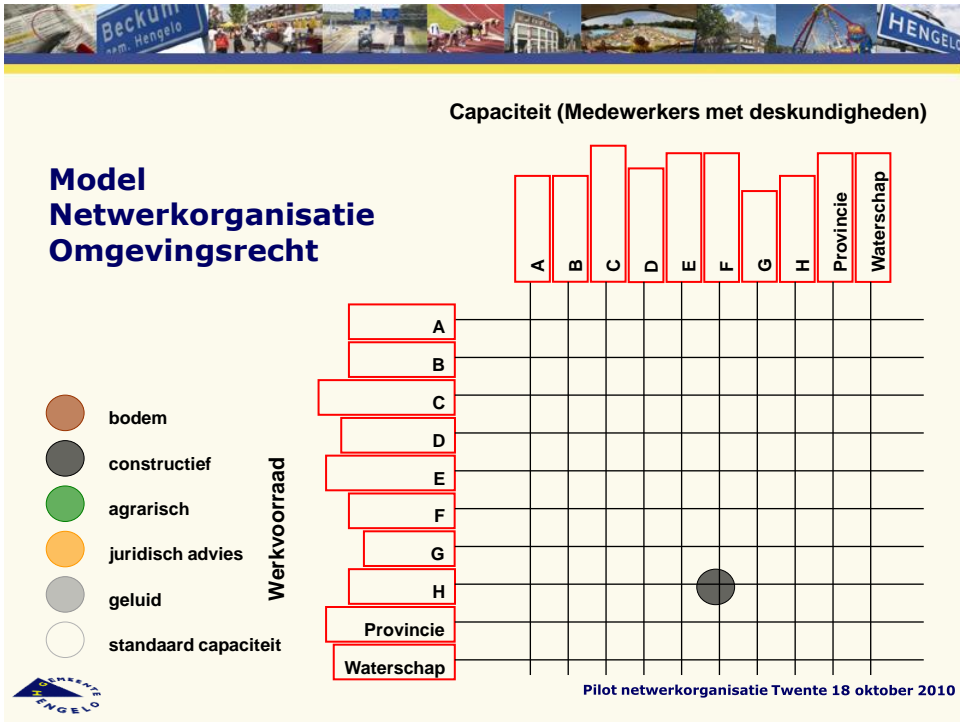 Beckum
gem. Hengelo
HENGELO
Capaciteit (Medewerkers met deskundigheden)
Model
Netwerkorganisatie
Omgevingsrecht
A
B
C
D
E
F
G
H
Provincie
Waterschap
Werkvoorraad
A
B
C
D
E
F
G
H
Provincie
Waterschap
bodem
constructief
agrarisch
juridisch advies
geluid
standaard capaciteit
GEMEENTE
HENGELO
Pilot netwerkorganisatie Twente 18 oktober 2010